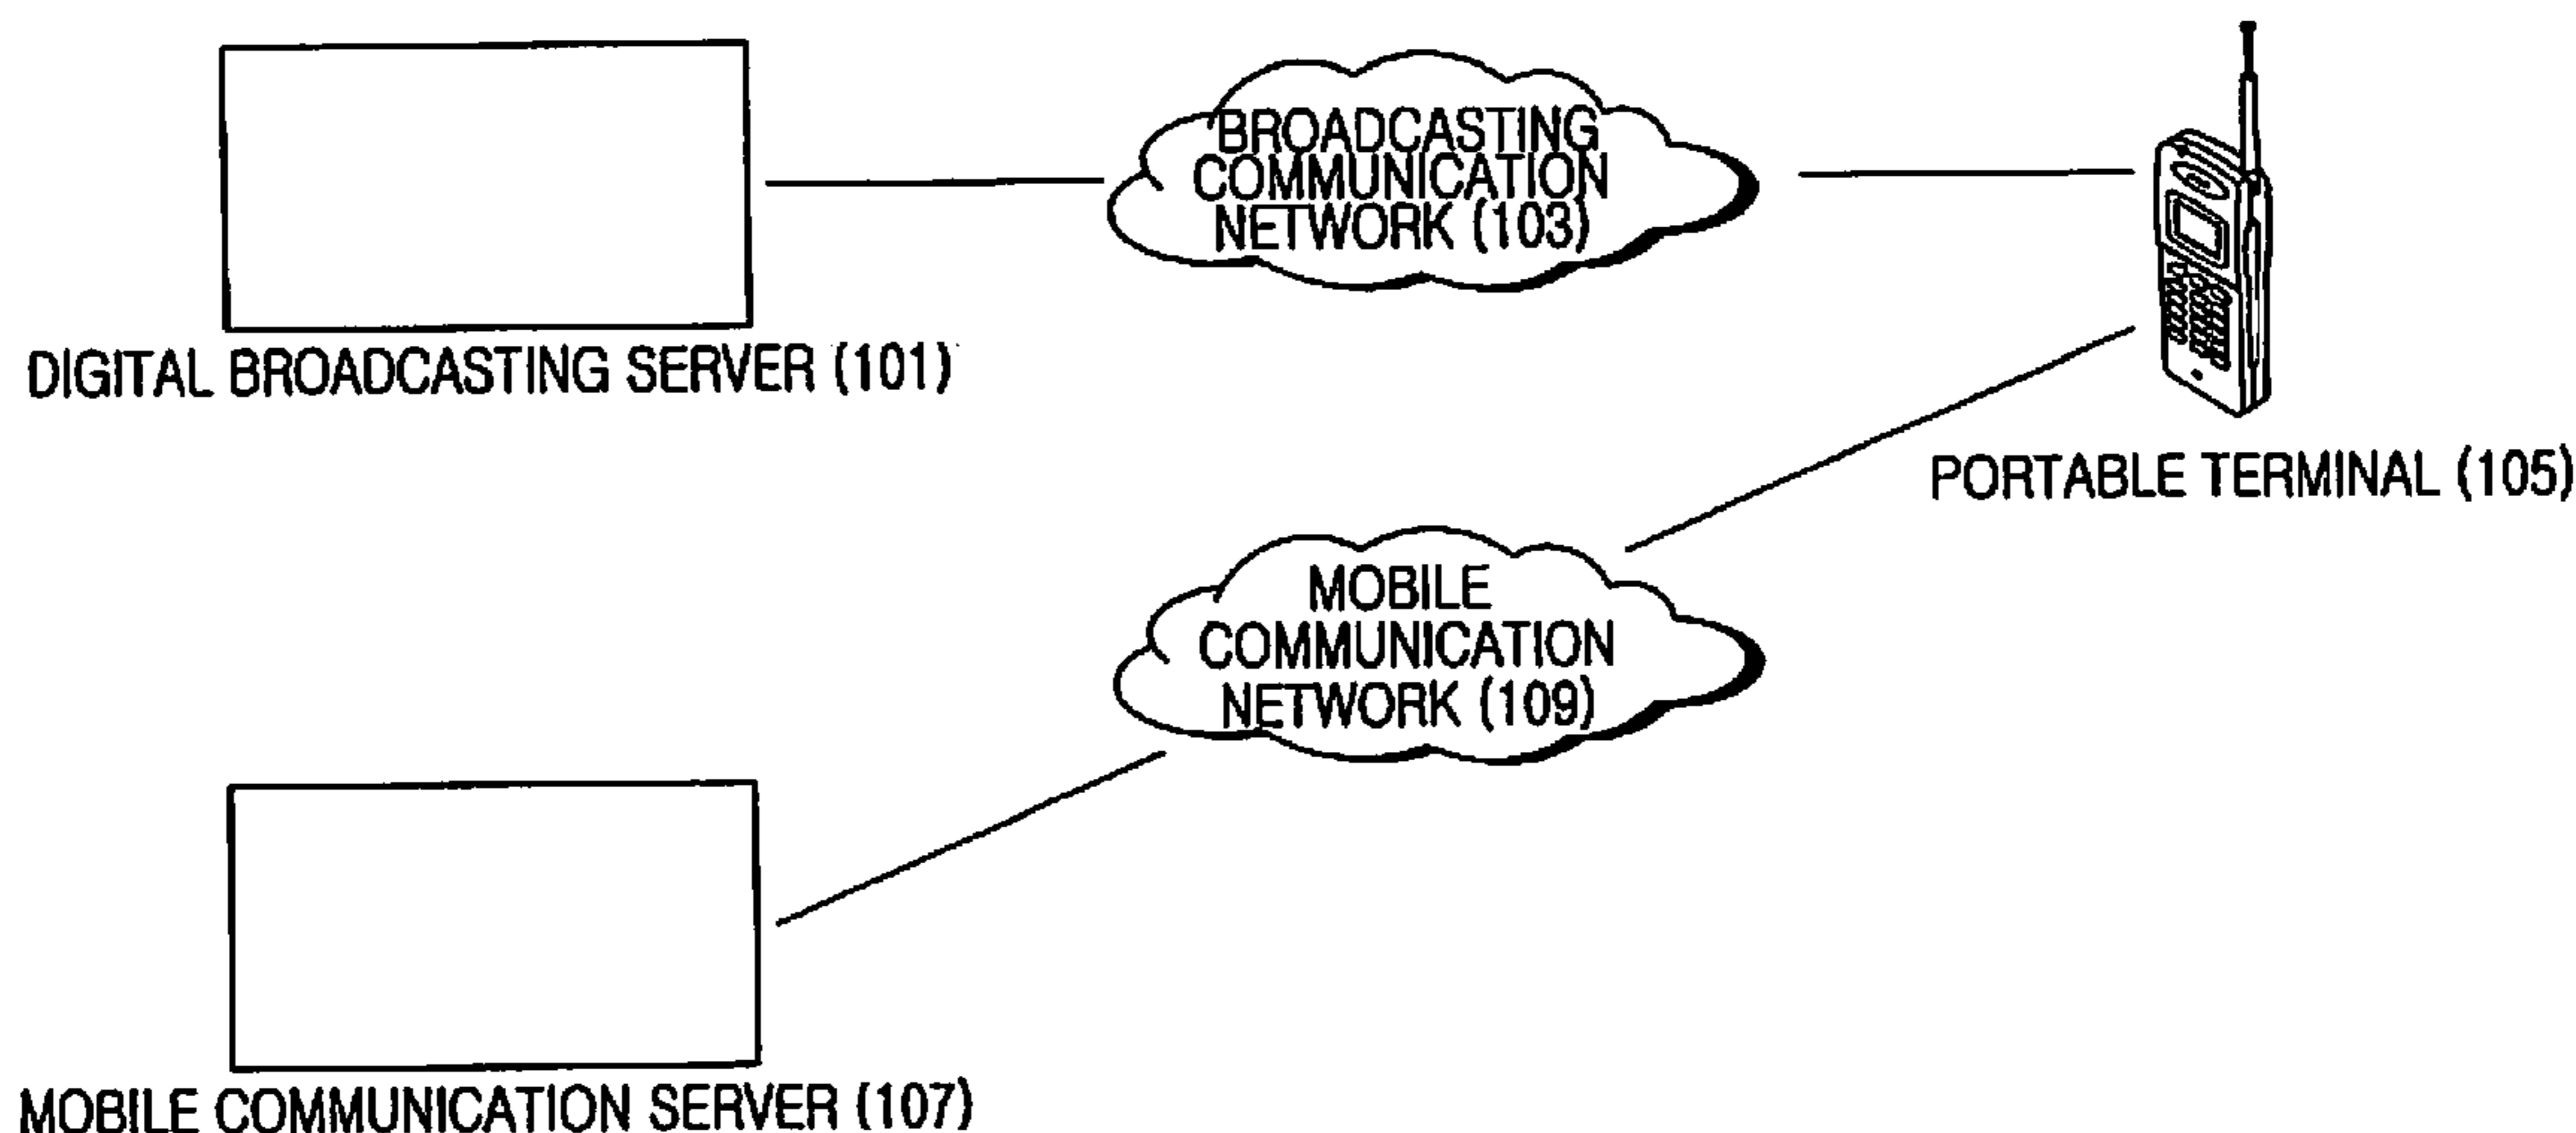 BROADCASTING
COMMUNICATION
NETWORK (103)
DIGITAL BROADCASTING SERVER (101)
PORTABLE TERMINAL (105)
MOBILE
COMMUNICATION
NETWORK (109)
MOBILE COMMUNICATION SERVER (107)